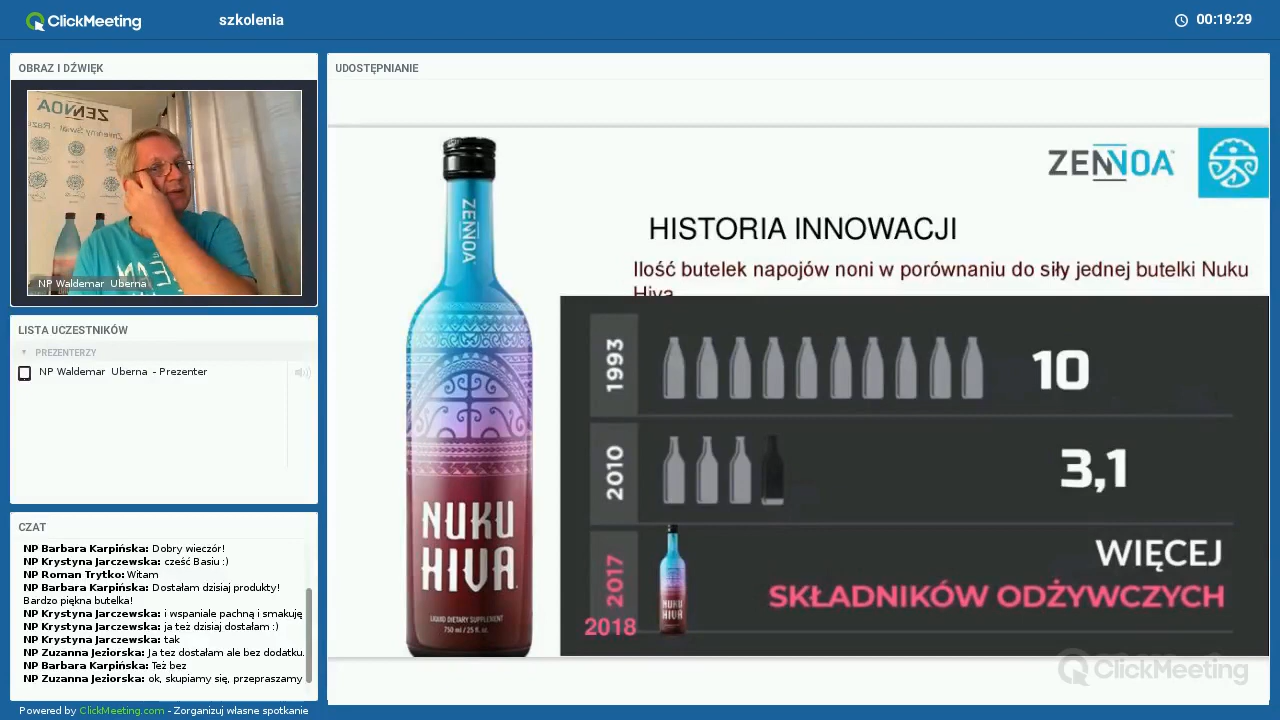 ClickMeeting
szkolenia
00:19:29
OBRAZ I DŹWIĘK
ZENNOA
NP Waldemar Uberna
LISTA UCZESTNIKÓW
PREZENTERZY
NP Waldemar Uberna - Prezenter
CZAT
NP Barbara Karpińska: Dobry wieczór!
NP Krystyna Jarczewska: cześć Basiu :)
NP Roman Trytko: Witam
NP Barbara Karpińska: Dostałam dzisiaj produkty!
Bardzo piękna butelka!
NP Krystyna Jarczewska: i wspaniale pachną i smakuję
NP Krystyna Jarczewska: ja też dzisiaj dostałam :)
NP Krystyna Jarczewska: tak
NP Zuzanna Jeziorska: Ja tez dostałam ale bez dodatku.
NP Barbara Karpińska: Też bez
NP Zuzanna Jeziorska: ok, skupiamy się, przepraszamy
Powered by ClickMeeting.com - Zorganizuj własne spotkanie
UDOSTĘPNIANIE
ZENNOA
HISTORIA INNOWACJI
Ilość butelek napojów noni w porównaniu do siły jednej butelki Nuku
Hiva
ZENNOA
NUKU
HIVA
LIQUID DIETARY SUPPLEMENT
750 ml / 25 fl. oz.
1993
10
2010
3,1
2017
2018
NUKU
HIVA
WIĘCEJ
SKŁADNIKÓW ODŻYWCZYCH
ClickMeeting